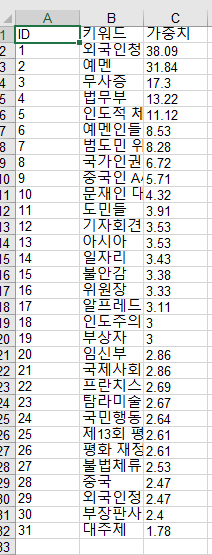 A B C
1 ID 키워드 가중치
2 1 외국인청 38.09
3 2 예멘 31.84
4 3 무사증 17.3
5 4 법무부 13.22
6 5 인도적 체 11.12
7 6 예멘인들 8.53
8 7 범도민 위 8.28
9 8 국가인권 6.72
10 9 중국인 A 5.71
11 10 문재인 대 4.32
12 11 도민들 3.91
13 12 기자회견 3.53
14 13 아시아 3.53
15 14 일자리 3.43
16 15 불안감 3.38
17 16 위원장 3.33
18 17 알프레드 3.11
19 18 인도주의 3
20 19 부상자 3
21 20 임신부 2.86
22 21 국제사회 2.86
23 22 프란치스 2.69
24 23 탐라미술 2.67
25 24 국민행동 2.64
26 25 제13회 평 2.61
27 26 평화 재정 2.61
28 27 불법체류 2.53
29 28 중국 2.47
30 29 외국인청 2.47
31 30 부장판사 2.4
32 31 대주제 1.78
33